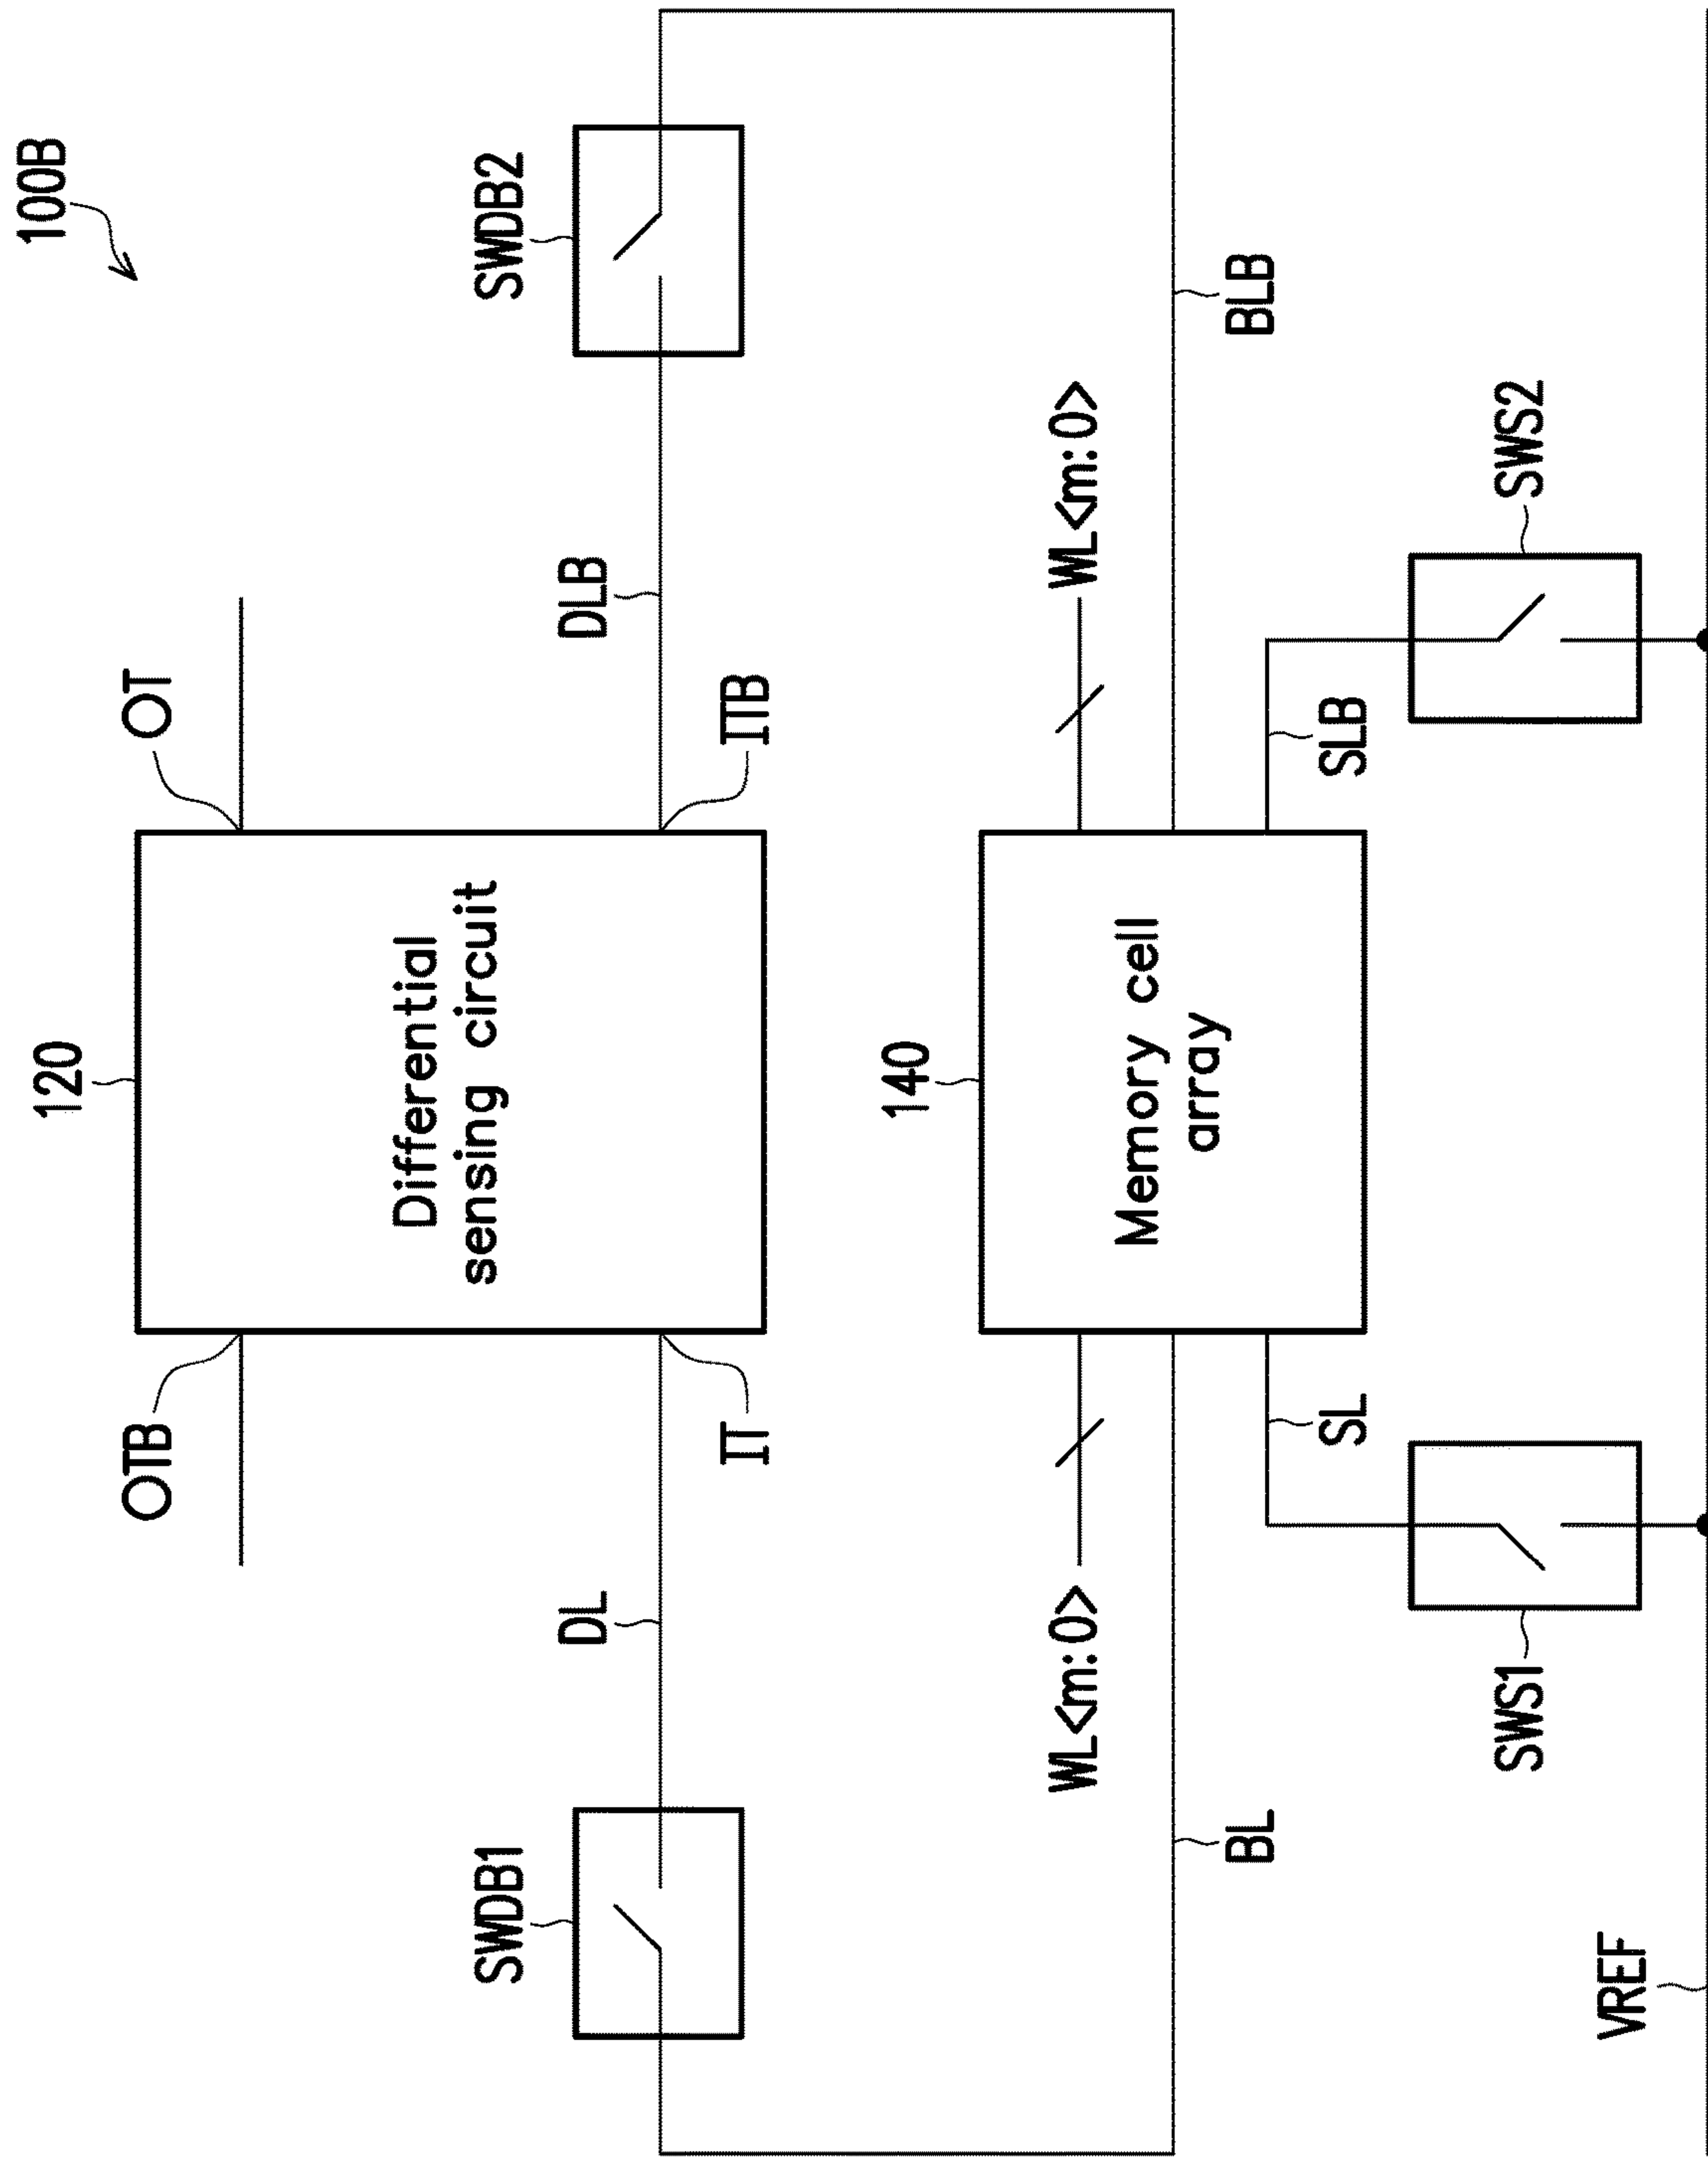 100B
120
OTB
OT
Differential
sensing circuit
SWDB1
SWDB2
DL
DLB
IT
ITB
140
WL<m:0>
WL<m:0>
Memory cell
array
BL
BLB
SL
SLB
SWS1
SWS2
VREF